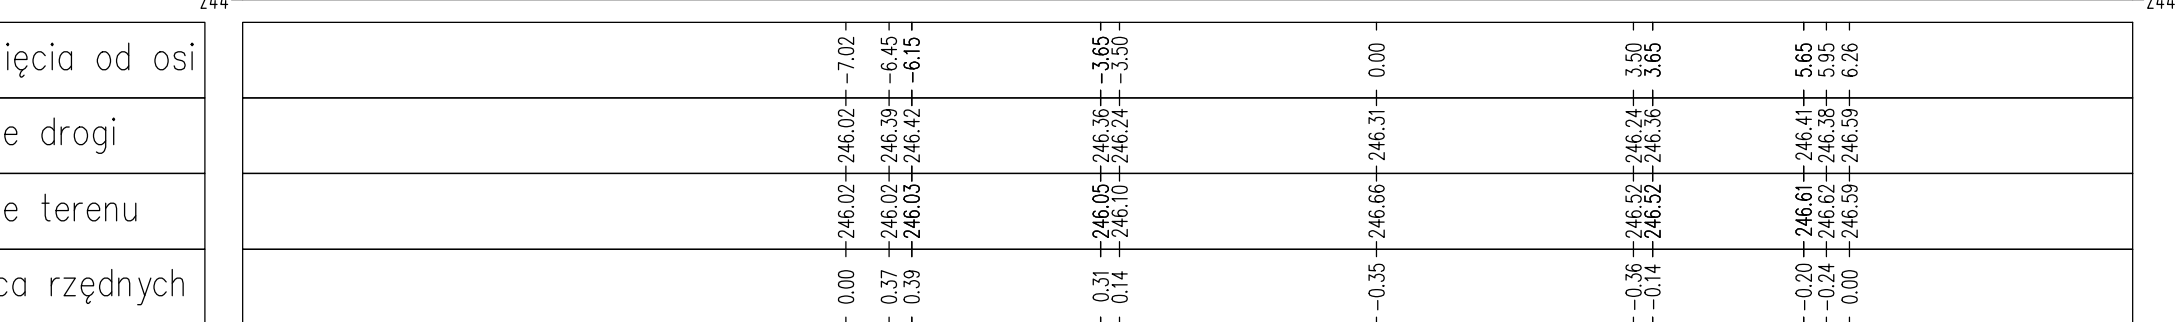 244 244
ięcia od osi -7.02 -6.45 -6.15 -3.65 -3.50 0.00 3.50 3.65 5.65 5.95 6.26
e drogi 246.02 246.39 246.42 246.36 246.24 246.31 246.24 246.36 246.41 246.38 246.59
e terenu 246.02 246.02 246.03 246.05 246.10 246.66 246.52 246.52 246.61 246.62 246.59
ca rzędnych 0.00 0.37 0.39 0.31 0.14 -0.35 -0.36 -0.14 -0.20 -0.24 0.00